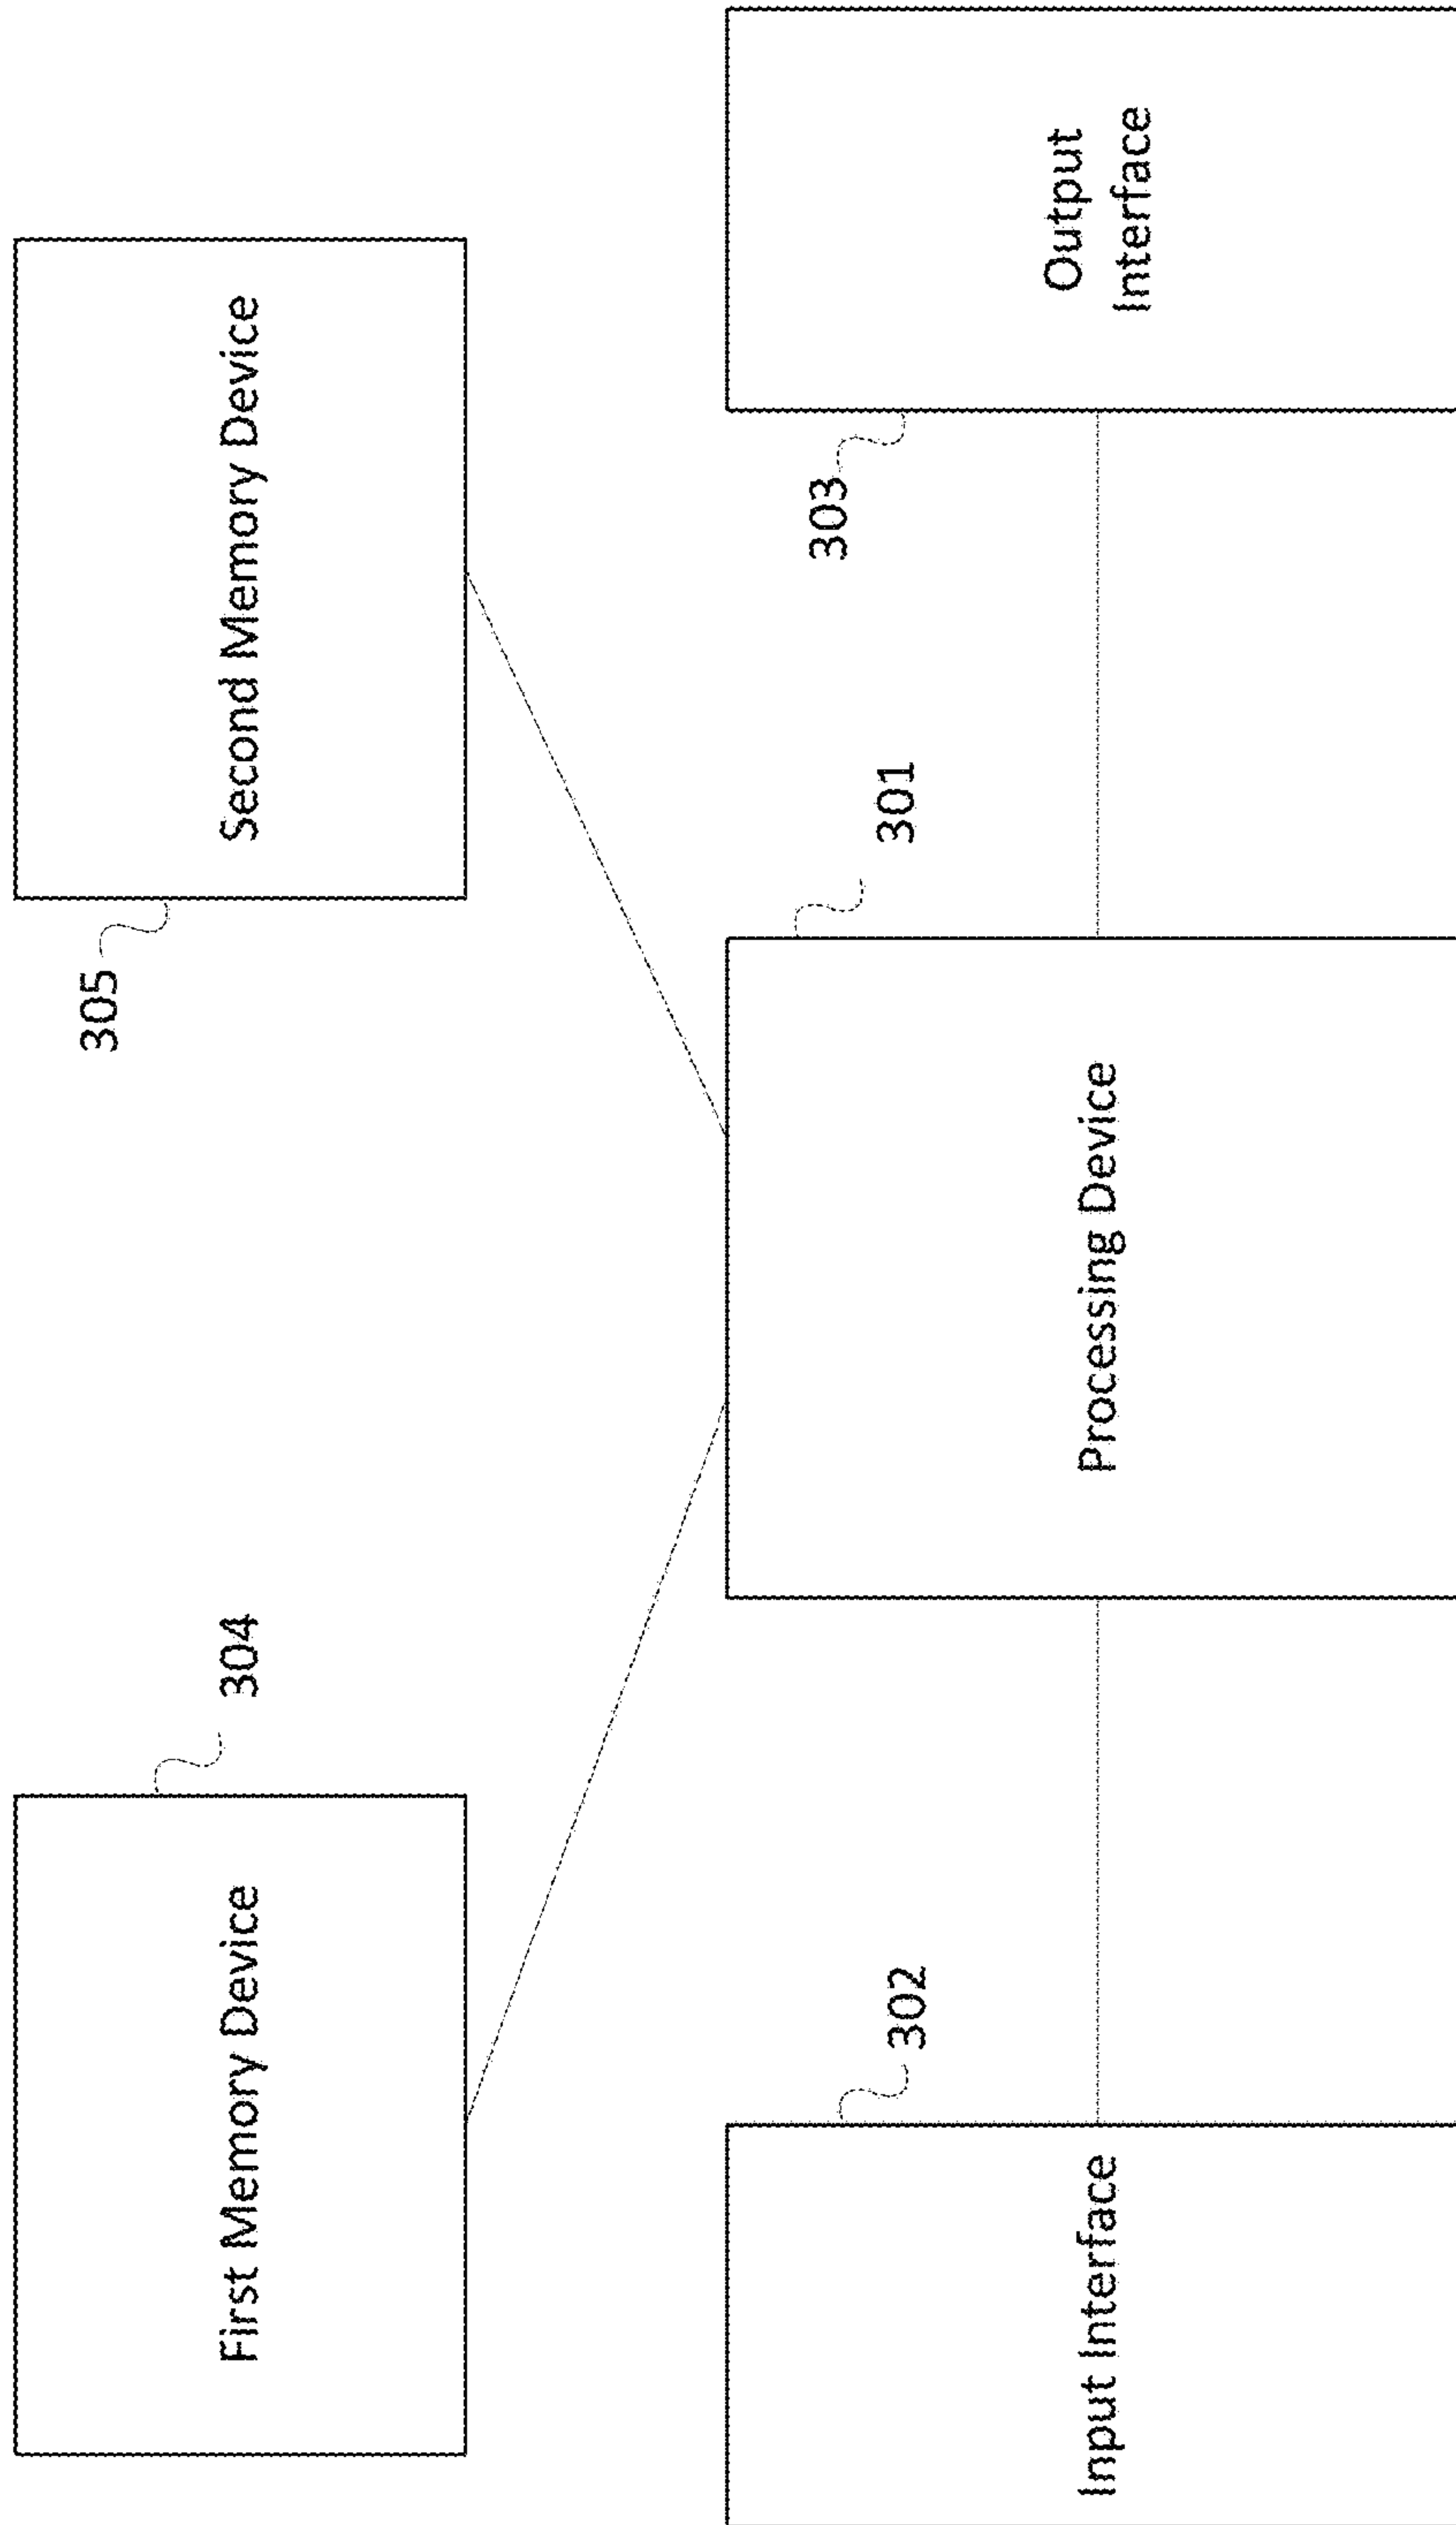 First Memory Device
304
305
Second Memory Device
Input Interface
302
Processing Device
301
303
Output
Interface